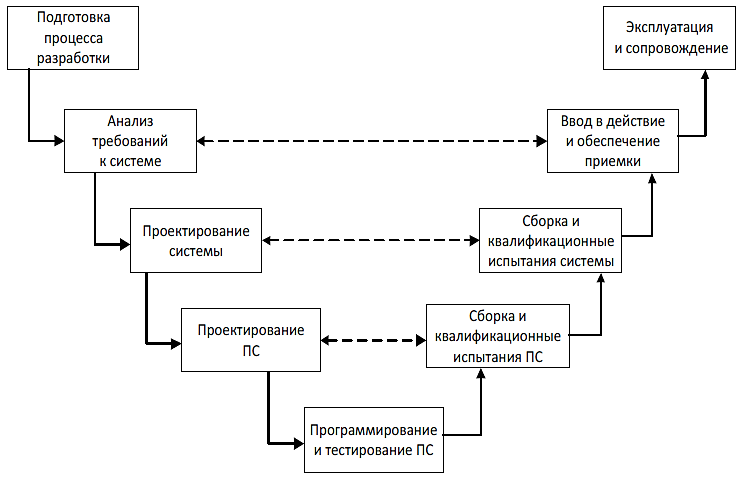 Подготовка
процесса
разработки
Эксплуатация
и сопровождение
Анализ
требований
к системе
Ввод в действие
и обеспечение
приемки
Проектирование
системы
Сборка и
квалификационные
испытания системы
Проектирование
ПС
Сборка и
квалификационные
испытания ПС
Программирование
и тестирование ПС